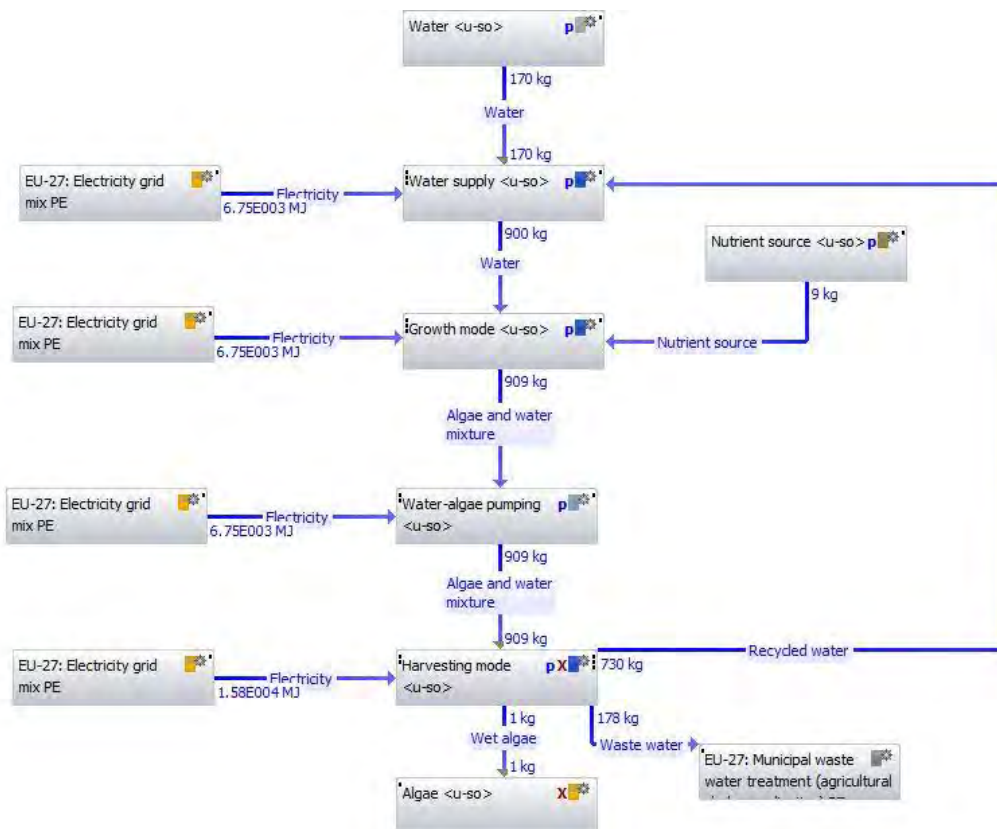 Water <u-so> p
170 kg
Water
170 kg
EU-27: Electricity grid
mix PE
Electricity
6.75E003 MJ
Water supply <u-so> p
900 kg
Water
Nutrient source <u-so> p
9 kg
Nutrient source
EU-27: Electricity grid
mix PE
Electricity
6.75E003 MJ
Growth mode <u-so> p
909 kg
Algae and water
mixture
EU-27: Electricity grid
mix PE
Electricity
6.75E003 MJ
Water-algae pumping p
<u-so>
909 kg
Algae and water
mixture
909 kg
EU-27: Electricity grid
mix PE
Electricity
1.58E004 MJ
Harvesting mode p X
<u-so>
730 kg
Recycled water
1 kg
Wet algae
1 kg
178 kg
Waste water
EU-27: Municipal waste
water treatment (agricultural
Algae <u-so> X